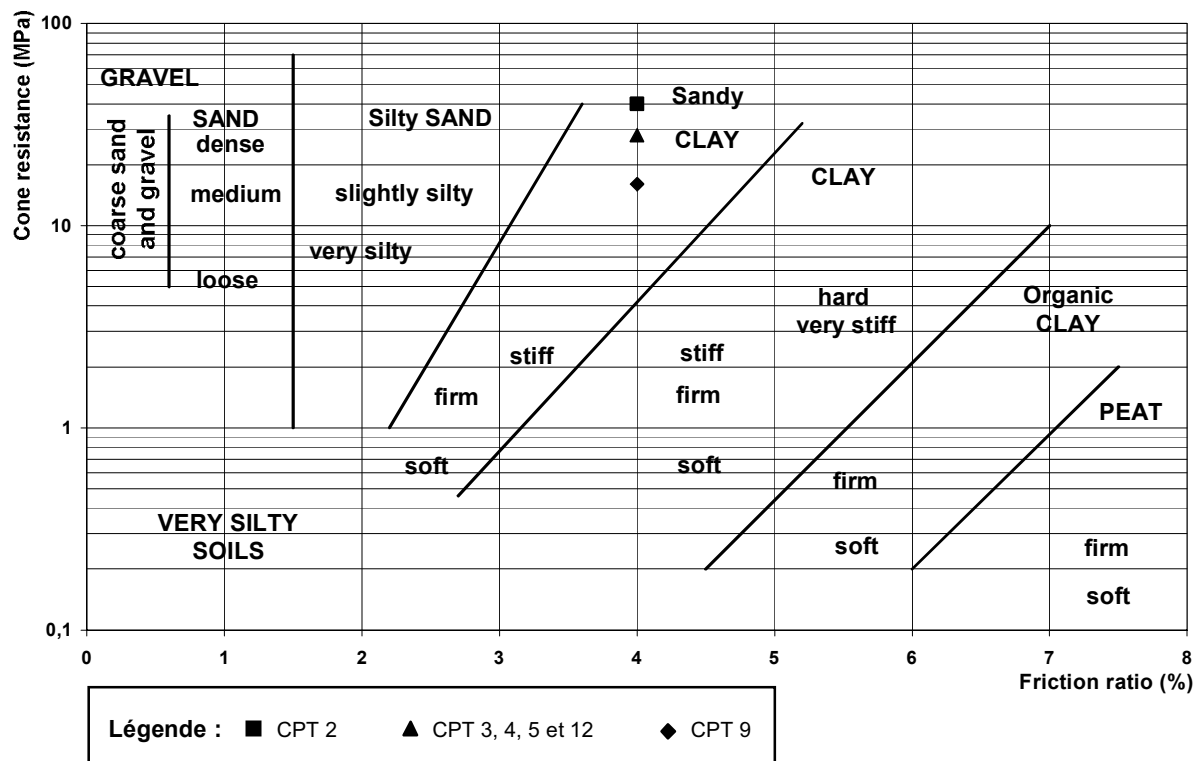 Cone resistance (MPa)
100
10
1
0,1
GRAVEL
coarse sand
and gravel
SAND
dense
medium
loose
Silty SAND
slightly silty
very silty
Sandy
CLAY
stiff
firm
soft
CLAY
hard
very stiff
stiff
firm
soft
Organic
CLAY
firm
soft
PEAT
firm
soft
VERY SILTY
SOILS
0 1 2 3 4 5 6 7 8
Friction ratio (%)
Légende : CPT 2 CPT 3, 4, 5 et 12 CPT 9